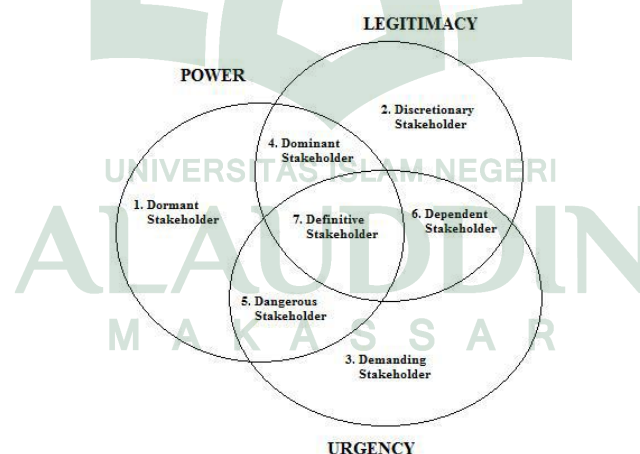 LEGITIMACY
POWER
2. Discretionary
Stakeholder
4. Dominant
Stakeholder
UNIVERSITAS ISLAM NEGERI
1. Dormant
Stakeholder
7. Definitive
Stakeholder
6. Dependent
Stakeholder
ALAUDDIN
5. Dangerous
Stakeholder
MAKASSAR
3. Demanding
Stakeholder
URGENCY